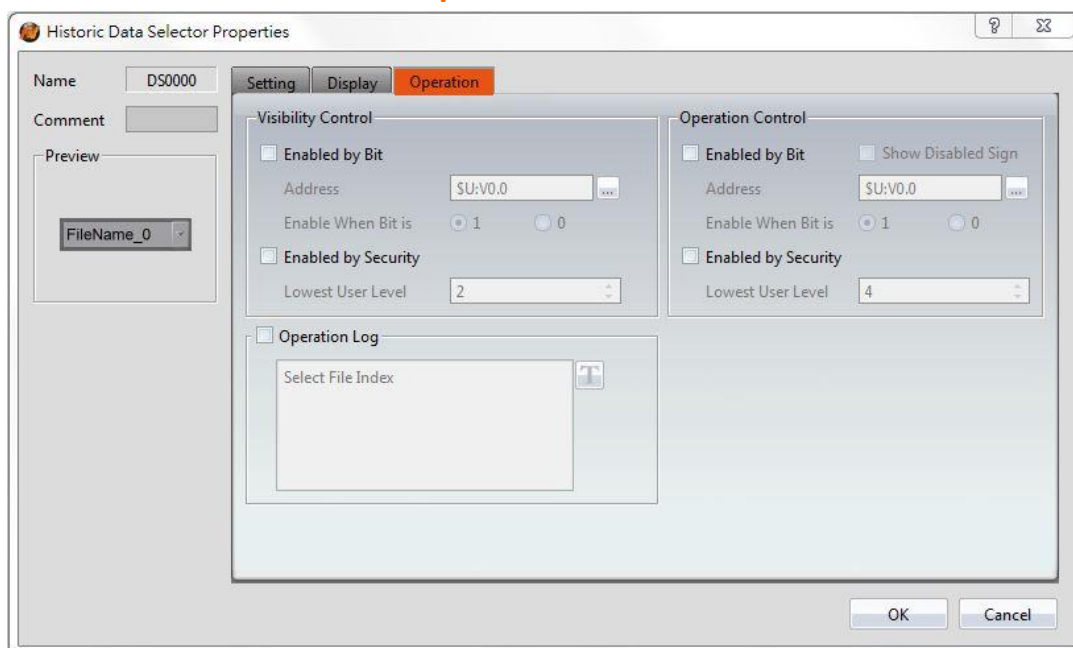 Historic Data Selector Properties
Name DS0000
Comment
Preview
FileName_0
Setting Display Operation
Visibility Control
Enabled by Bit
Address $U:V0.0 ...
Enable When Bit is 1 0
Enabled by Security
Lowest User Level 2
Operation Control
Enabled by Bit Show Disabled Sign
Address $U:V0.0 ...
Enable When Bit is 1 0
Enabled by Security
Lowest User Level 4
Operation Log
Select File Index T
OK Cancel